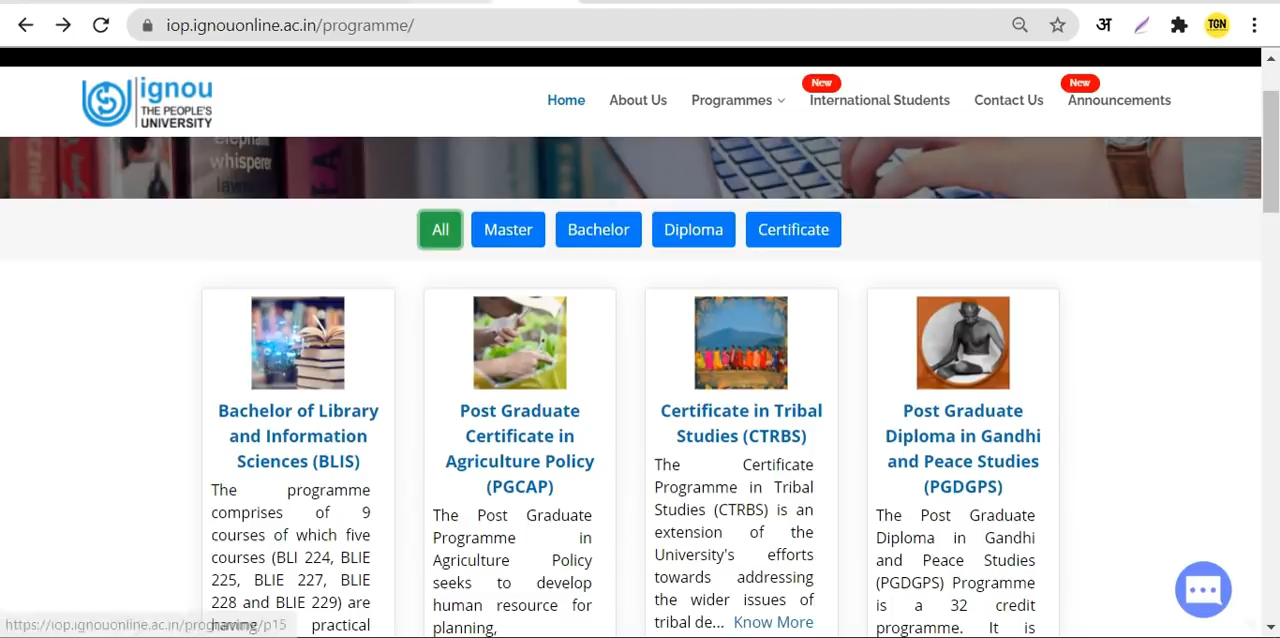 iop.ignouonline.ac.in/programme/
अ
TGN
ignou
THE PEOPLE'S
UNIVERSITY
Home
About Us
Programmes
New
International Students
Contact Us
New
Announcements
elephant
whisperer
All
Master
Bachelor
Diploma
Certificate
Bachelor of Library
and Information
Sciences (BLIS)
The programme
comprises of 9
courses of which five
courses (BLI 224, BLIE
225, BLIE 227, BLIE
228 and BLIE 229) are
having practical
Post Graduate
Certificate in
Agriculture Policy
(PGCAP)
The Post Graduate
Programme in
Agriculture Policy
seeks to develop
human resource for
planning,
Certificate in Tribal
Studies (CTRBS)
The Certificate
Programme in Tribal
Studies (CTRBS) is an
extension of the
University's efforts
towards addressing
the wider issues of
tribal de... Know More
Post Graduate
Diploma in Gandhi
and Peace Studies
(PGDGPS)
The Post Graduate
Diploma in Gandhi
and Peace Studies
(PGDGPS) Programme
is a 32 credit
programme. It is
https://iop.ignouonline.ac.in/programming/p15